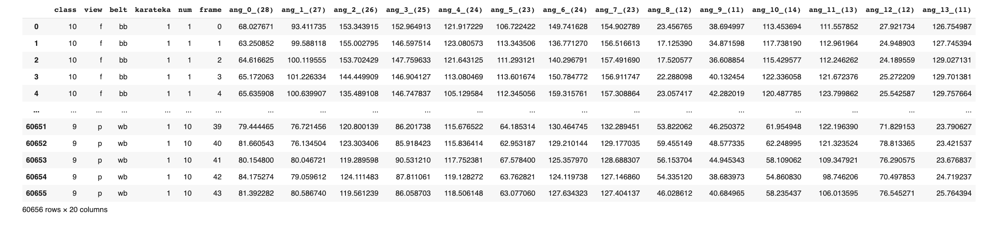 class view belt karateka num frame ang_0_(28) ang_1_(27) ang_2_(26) ang_3_(25) ang_4_(24) ang_5_(23) ang_6_(24) ang_7_(23) ang_8_(12) ang_9_(11) ang_10_(14) ang_11_(13) ang_12_(12) ang_13_(11)
0 10 f bb 1 1 0 68.027671 93.411735 153.343915 152.964913 121.917229 106.722422 149.741628 154.902789 23.456765 38.694997 113.453694 111.557852 27.921734 126.754987
1 10 f bb 1 1 1 63.250852 99.588118 155.002795 146.597514 123.080573 113.343506 136.771270 156.516613 17.125390 34.871598 117.738190 112.961964 24.948903 127.745394
2 10 f bb 1 1 2 64.616625 100.119555 153.702429 147.759633 121.643125 111.293121 140.296791 157.491690 17.520577 36.608854 115.429577 112.246262 24.189559 129.027131
3 10 f bb 1 1 3 65.172063 101.226334 144.449909 146.904127 113.080469 113.601674 150.784772 156.911747 22.288098 40.132454 122.336058 121.672376 25.272209 129.701381
4 10 f bb 1 1 4 65.635908 100.639907 135.489108 146.747837 105.129584 112.345056 159.315761 157.308864 23.057417 42.282019 120.487785 123.799862 25.542587 129.757664
... ... ... ... ... ... ... ... ... ... ... ... ... ... ... ... ... ... ... ... ...
60651 9 p wb 1 10 39 79.444465 76.721456 120.800139 86.201738 115.676522 64.185314 130.464745 132.289451 53.822062 46.250372 61.954948 122.196390 71.829153 23.790627
60652 9 p wb 1 10 40 81.660543 76.134504 123.303406 85.918423 115.836414 62.953187 129.210144 129.177035 59.455149 48.577335 62.248995 121.323524 78.813365 23.421537
60653 9 p wb 1 10 41 80.154800 80.046721 119.289598 90.531210 117.752381 67.578400 125.357970 128.688307 56.153704 44.945343 58.109062 109.347921 76.290575 23.676837
60654 9 p wb 1 10 42 84.175274 79.059612 124.111483 87.811061 119.128272 63.762821 124.119738 127.146860 54.335120 38.683973 54.860830 98.746206 70.497853 24.719237
60655 9 p wb 1 10 43 81.392282 80.586740 119.561239 86.058703 118.506148 63.077060 127.634323 127.404137 46.028612 40.684965 58.235437 106.013595 76.545271 25.764394
60656 rows × 20 columns